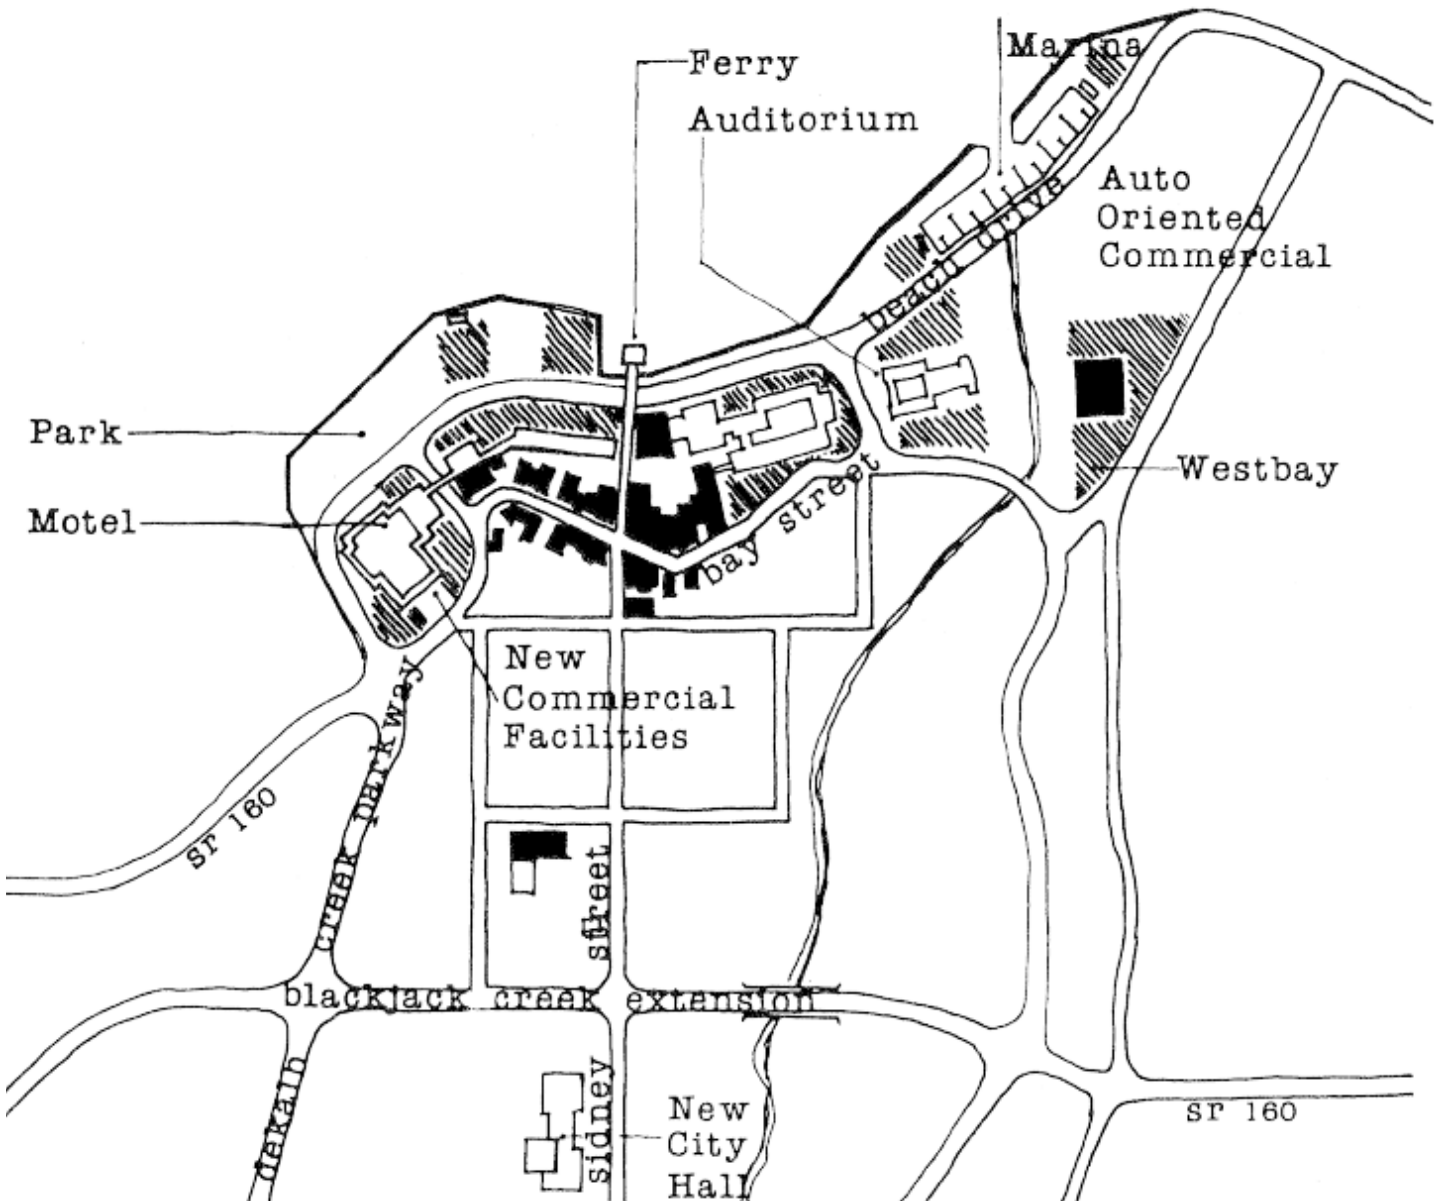 Marina
Ferry
Auditorium
Auto
Oriented
Commercial
beach drive
Park
Westbay
Motel
bay street
New
Commercial
Facilities
creek parkway
sr 160
street
blackjack creek extension
dekalb
sidney
New
City
Hall
sr 160